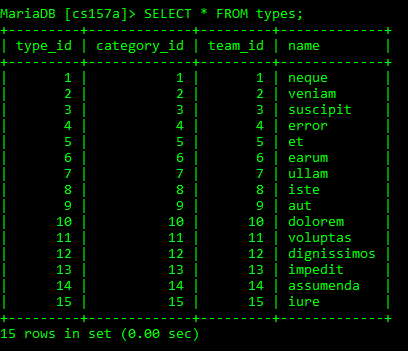 MariaDB [cs157a]> SELECT * FROM types;
+---------+-------------+---------+-------------+
| type_id | category_id | team_id | name        |
+---------+-------------+---------+-------------+
|       1 |           1 |       1 | neque       |
|       2 |           2 |       2 | veniam      |
|       3 |           3 |       3 | suscipit    |
|       4 |           4 |       4 | error       |
|       5 |           5 |       5 | et          |
|       6 |           6 |       6 | earum       |
|       7 |           7 |       7 | ullam       |
|       8 |           8 |       8 | iste        |
|       9 |           9 |       9 | aut         |
|      10 |          10 |      10 | dolorem     |
|      11 |          11 |      11 | voluptas    |
|      12 |          12 |      12 | dignissimos |
|      13 |          13 |      13 | impedit     |
|      14 |          14 |      14 | assumenda   |
|      15 |          15 |      15 | iure        |
+---------+-------------+---------+-------------+
15 rows in set (0.00 sec)